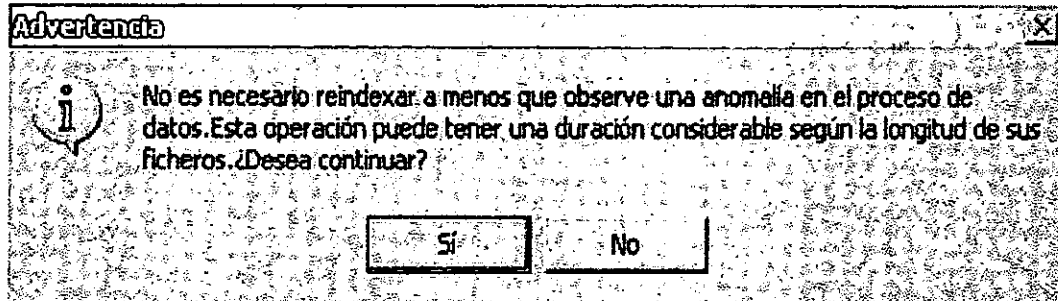 Advertencia
No es necesario reindexar a menos que observe una anomalía en el proceso de
datos.Esta operación puede tener una duración considerable según la longitud de sus
ficheros.¿Desea continuar?
Sí
No